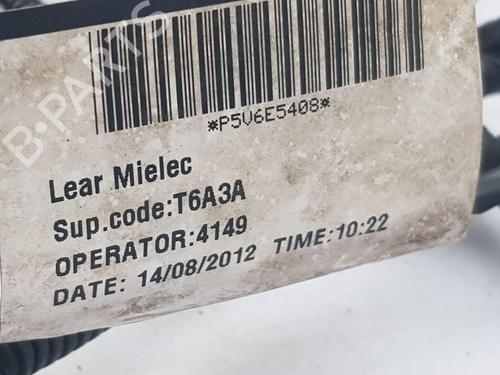 B-PARTS
*P5V6E5408*
Lear Mielec
Sup.code:T6A3A
OPERATOR:4149
DATE: 14/08/2012 TIME:10:22